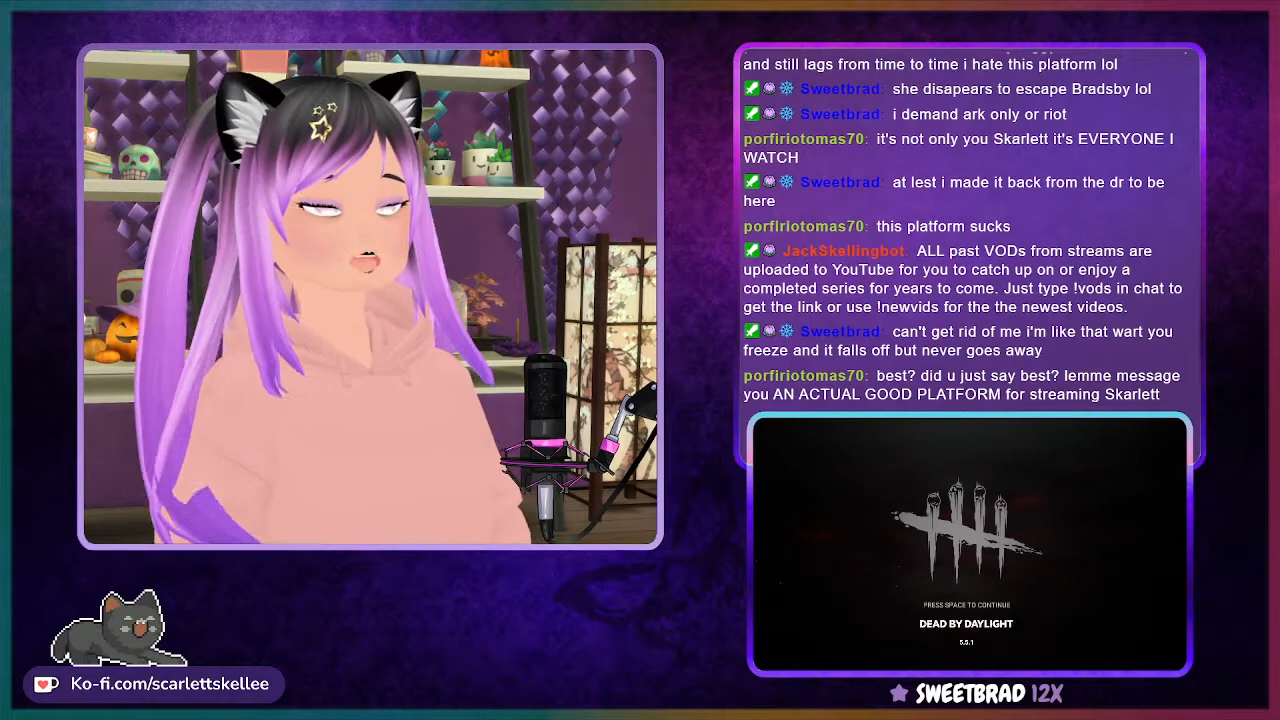 and still lags from time to time i hate this platform lol
Sweetbrad: she disapears to escape Bradsby lol
Sweetbrad: i demand ark only or riot
porfiriotomas70: it's not only you Skarlett it's EVERYONE I
WATCH
Sweetbrad: at lest i made it back from the dr to be
here
porfiriotomas70: this platform sucks
JackSkellingbot: ALL past VODs from streams are
uploaded to YouTube for you to catch up on or enjoy a
completed series for years to come. Just type !vods in chat to
get the link or use !newvids for the the newest videos.
Sweetbrad: can't get rid of me i'm like that wart you
freeze and it falls off but never goes away
porfiriotomas70: best? did u just say best? lemme message
you AN ACTUAL GOOD PLATFORM for streaming Skarlett
PRESS SPACE TO CONTINUE
DEAD BY DAYLIGHT
5.5.1
Ko-fi.com/scarlettskellee
SWEETBRAD 12X